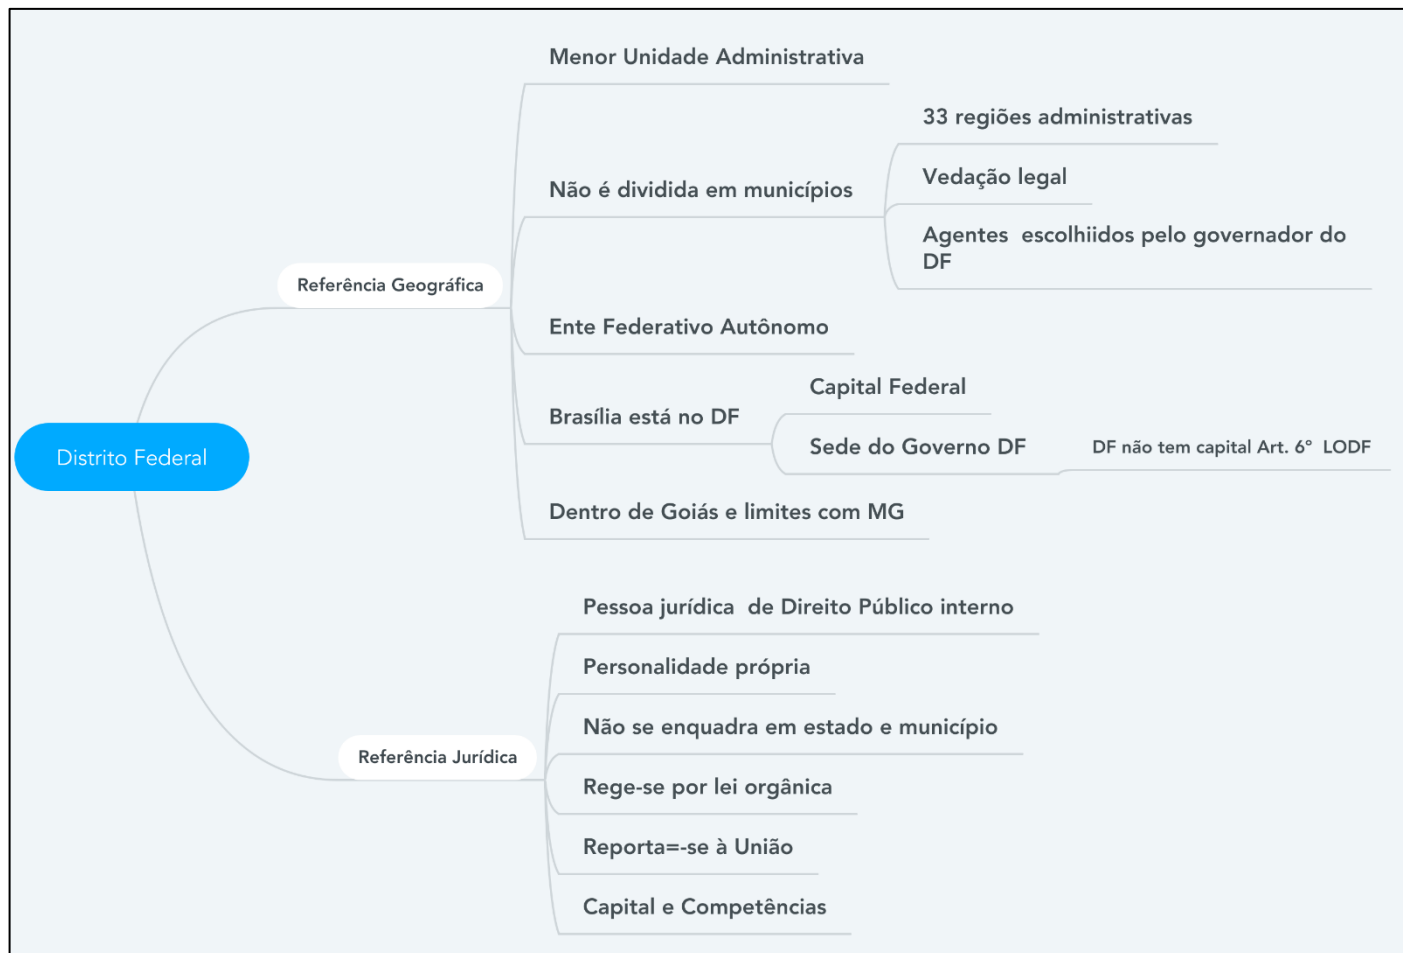 Distrito Federal
Referência Geográfica
Menor Unidade Administrativa
Não é dividida em municípios
33 regiões administrativas
Vedação legal
Agentes  escolhiidos pelo governador do
DF
Ente Federativo Autônomo
Brasília está no DF
Capital Federal
Sede do Governo DF
DF não tem capital Art. 6º  LODF
Dentro de Goiás e limites com MG
Referência Jurídica
Pessoa jurídica  de Direito Público interno
Personalidade própria
Não se enquadra em estado e município
Rege-se por lei orgânica
Reporta=-se à União
Capital e Competências